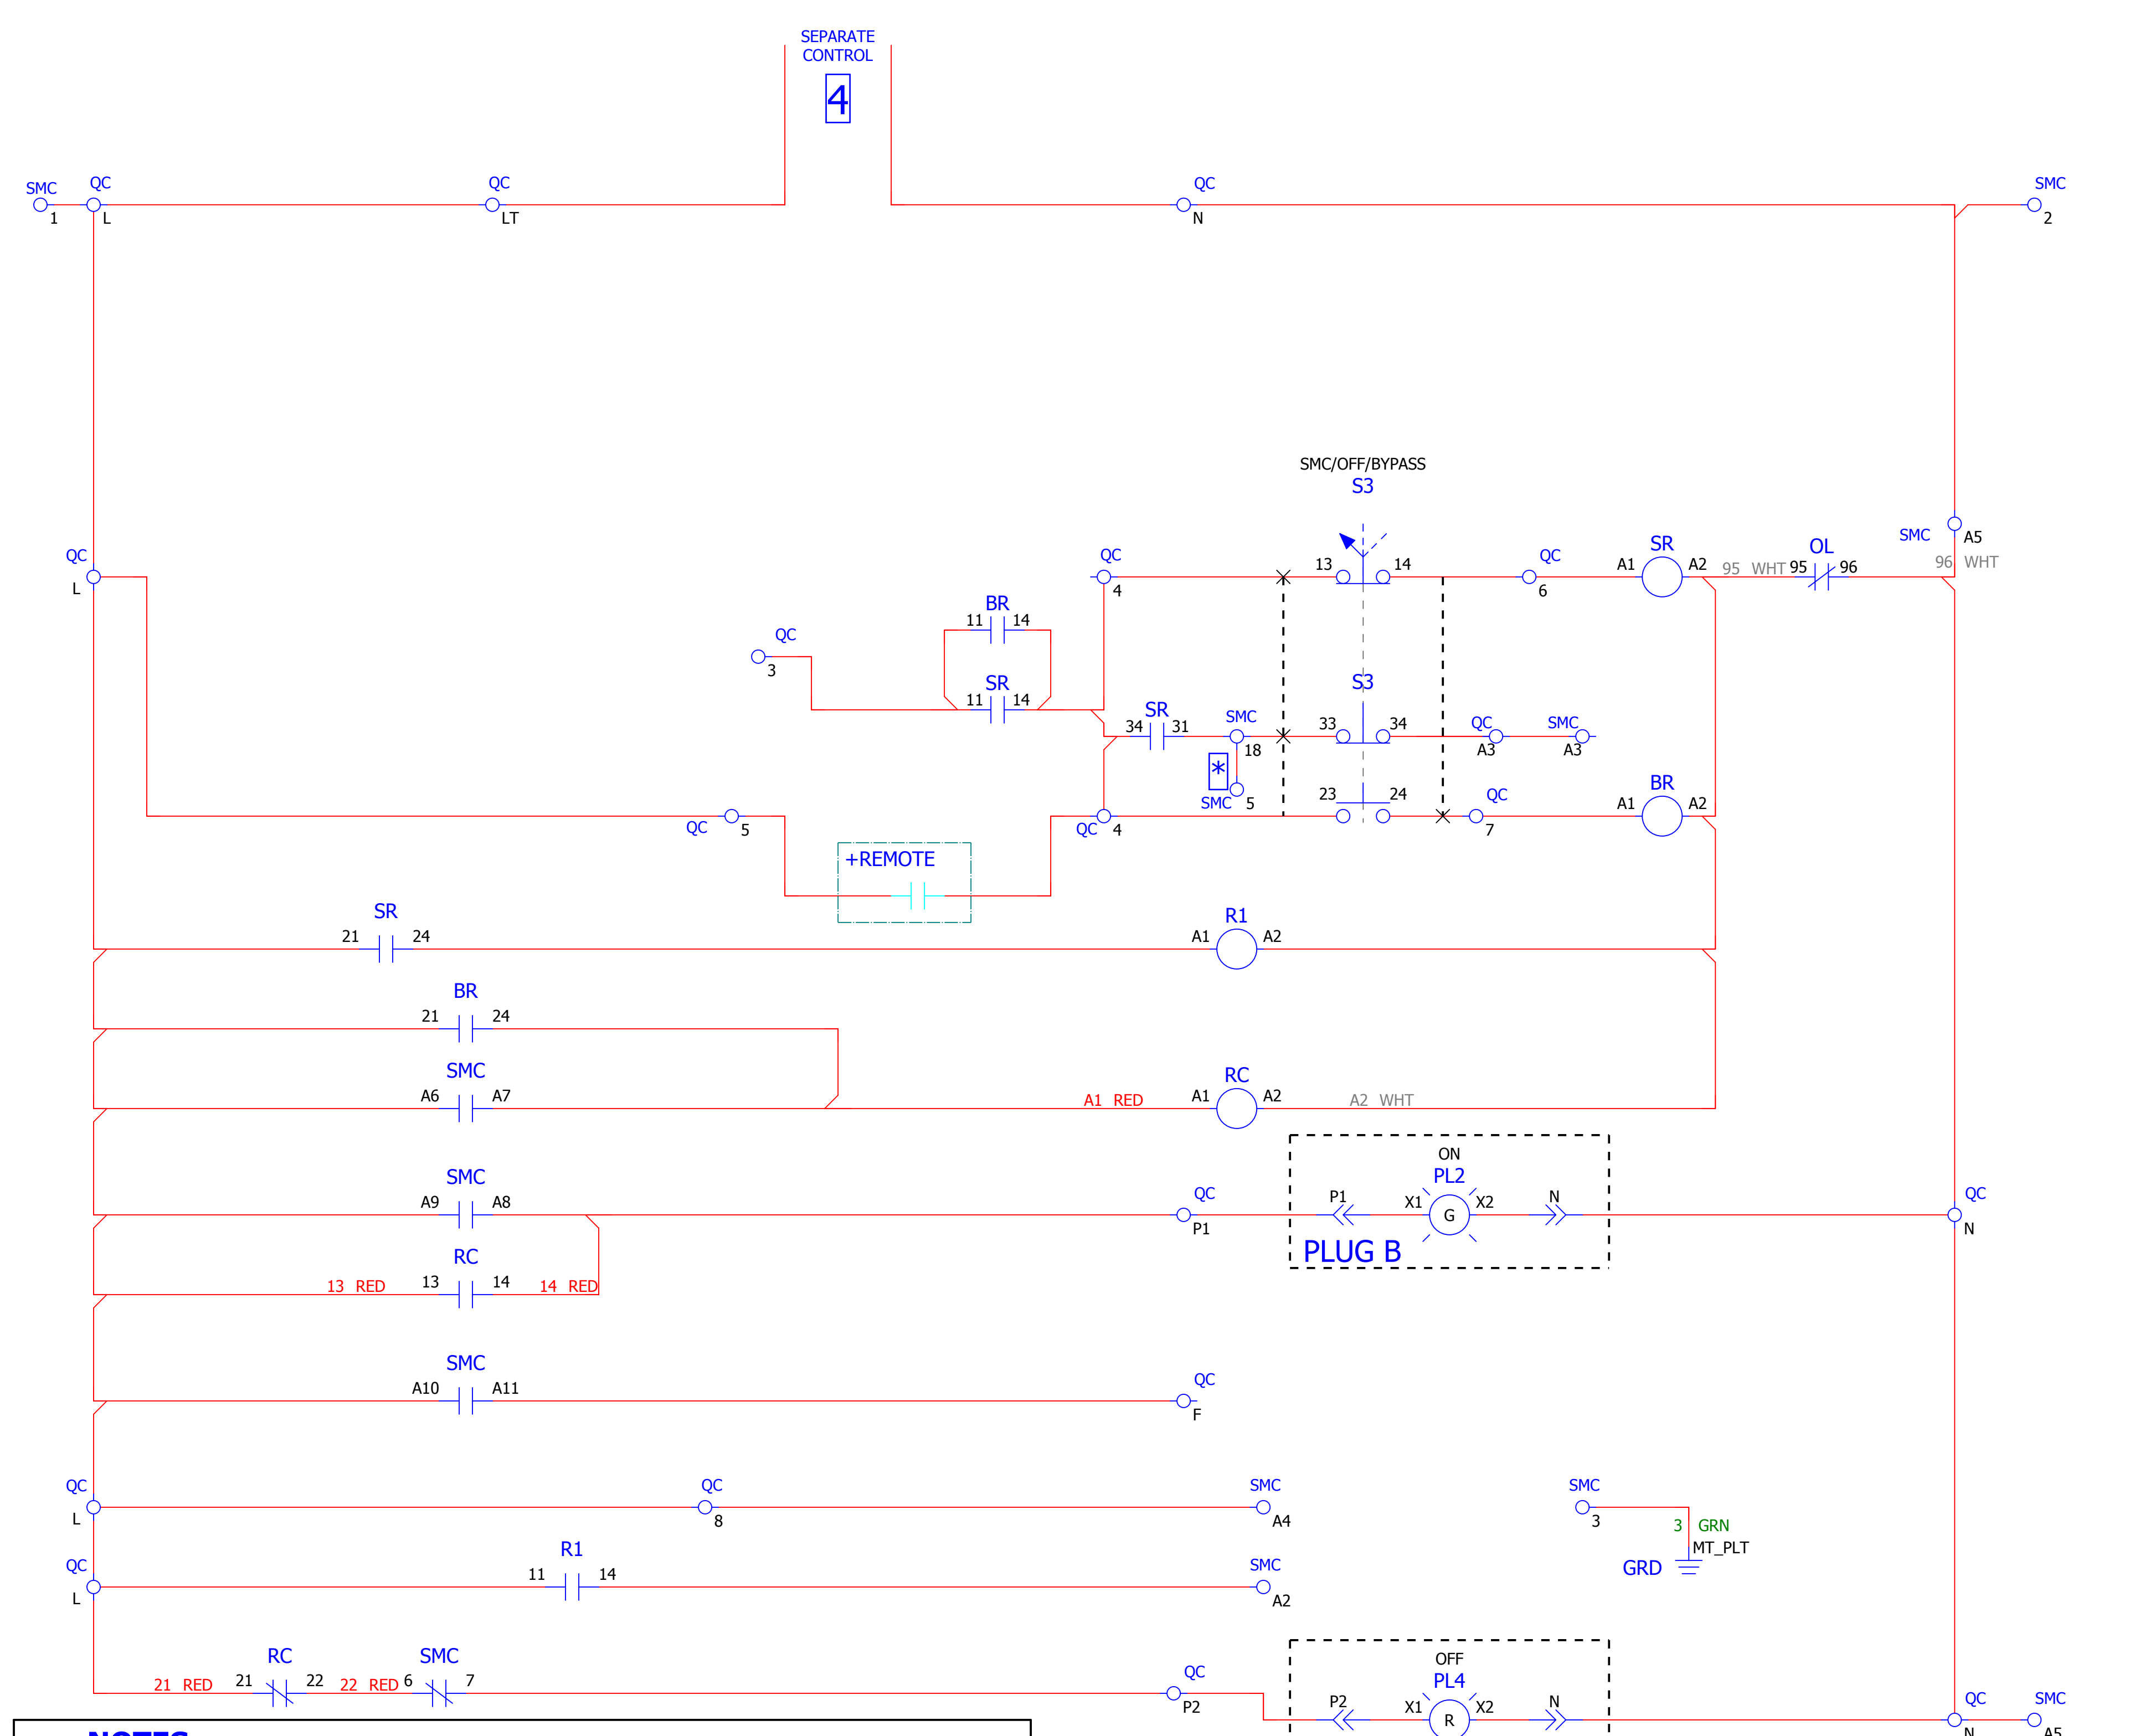 SEPARATE
CONTROL
4
SMC
1
QC
L
QC
LT
QC
N
SMC
2
SMC/OFF/BYPASS
S3
QC
L
QC
4
13
14
QC
6
SR
A1
A2
95 WHT
OL
95
96
SMC
A5
96 WHT
QC
3
BR
11
14
SR
11
14
SR
34
31
SMC
18
*
SMC
5
S3
33
34
QC
A3
SMC
A3
QC
5
QC
4
23
24
QC
7
BR
A1
A2
+REMOTE
SR
21
24
R1
A1
A2
BR
21
24
SMC
A6
A7
A1 RED
RC
A1
A2
A2 WHT
SMC
A9
A8
QC
P1
ON
PL2
P1
X1
G
X2
N
PLUG B
QC
N
RC
13 RED
13
14
14 RED
SMC
A10
A11
QC
F
QC
L
QC
8
SMC
A4
SMC
3
3 GRN
MT_PLT
GRD
QC
L
R1
11
14
SMC
A2
RC
21 RED
21
22
22 RED
SMC
6
7
QC
P2
OFF
PL4
P2
X1
R
X2
N
QC
N
SMC
A5
NOTES